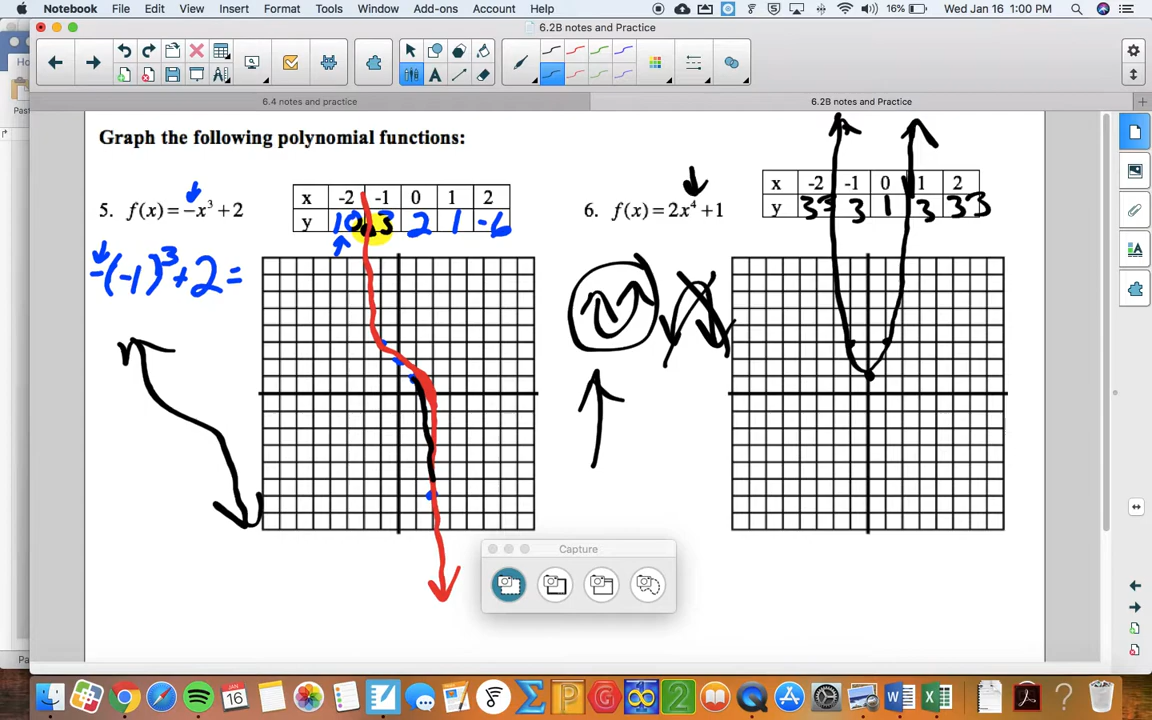 Notebook File Edit View Insert Format Tools Window Add-ons Account Help 16% Wed Jan 16 1:00 PM
6.2B notes and Practice
6.4 notes and practice
6.2B notes and Practice
Graph the following polynomial functions:
5. f(x) = −x³ + 2
x -2 -1 0 1 2
y 10 3 2 1 -6
-(-1)³+2=
6. f(x) = 2x⁴ + 1
x -2 -1 0 1 2
y 33 3 1 3 33
Capture
JAN
16